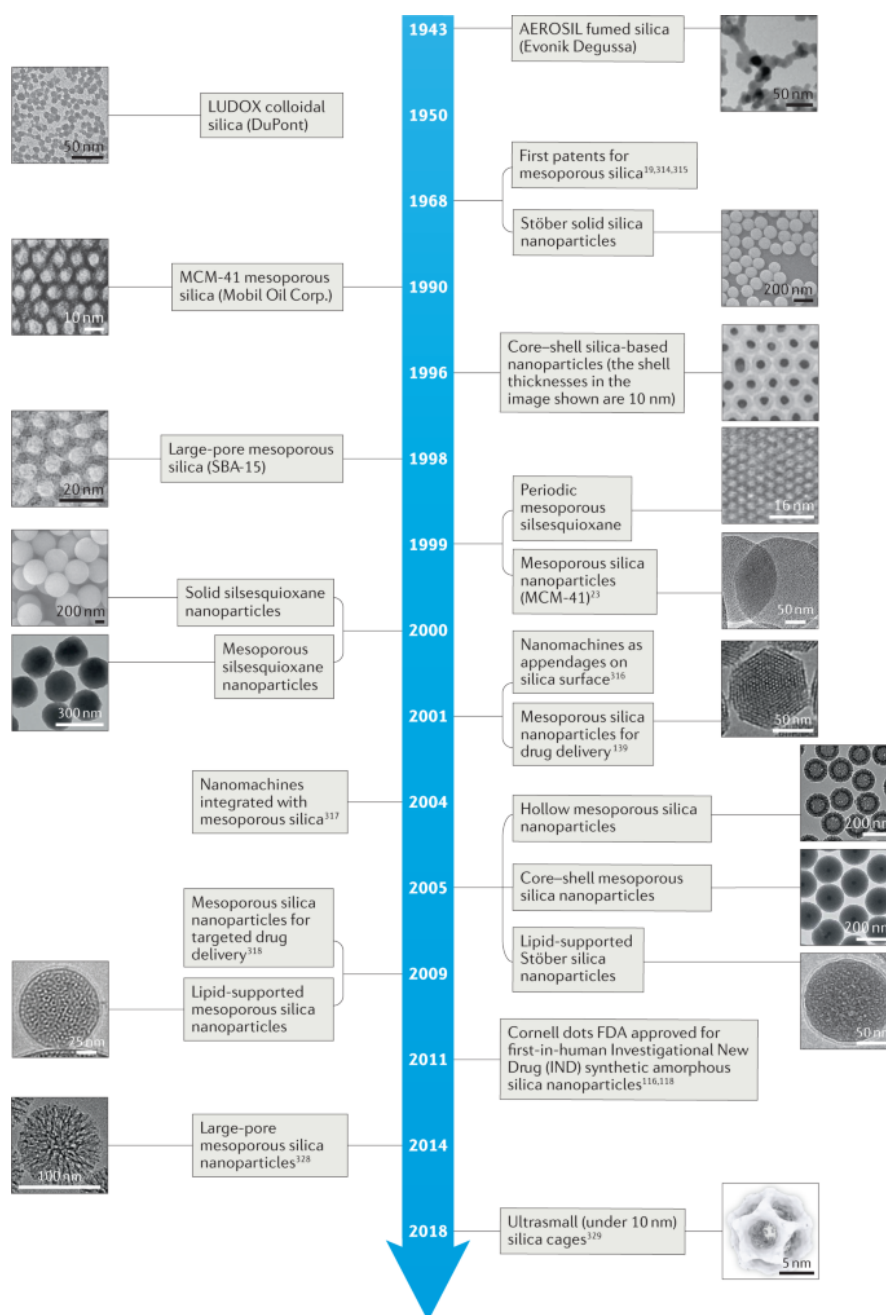 1943
AEROSIL fumed silica
(Evonik Degussa)
50 nm
LUDOX colloidal
silica (DuPont)
50 nm
1950
First patents for
mesoporous silica19,314,315
1968
Stöber solid silica
nanoparticles
200 nm
MCM-41 mesoporous
silica (Mobil Oil Corp.)
10 nm
1990
Core–shell silica-based
nanoparticles (the shell
thicknesses in the
image shown are 10 nm)
1996
Large-pore mesoporous
silica (SBA-15)
20 nm
1998
Periodic
mesoporous
silsesquioxane
16 nm
1999
Mesoporous silica
nanoparticles
(MCM-41)23
50 nm
Solid silsesquioxane
nanoparticles
200 nm
2000
Mesoporous
silsesquioxane
nanoparticles
300 nm
Nanomachines as
appendages on
silica surface316
2001
Mesoporous silica
nanoparticles for
drug delivery139
50 nm
Nanomachines
integrated with
mesoporous silica317
2004
Hollow mesoporous silica
nanoparticles
200 nm
2005
Core–shell mesoporous
silica nanoparticles
200 nm
Lipid-supported
Stöber silica
nanoparticles
50 nm
Mesoporous silica
nanoparticles for
targeted drug
delivery318
2009
Lipid-supported
mesoporous silica
nanoparticles
25 nm
Cornell dots FDA approved for
first-in-human Investigational New
Drug (IND) synthetic amorphous
silica nanoparticles116,118
2011
Large-pore
mesoporous silica
nanoparticles328
100 nm
2014
2018
Ultrasmall (under 10 nm)
silica cages329
5 nm